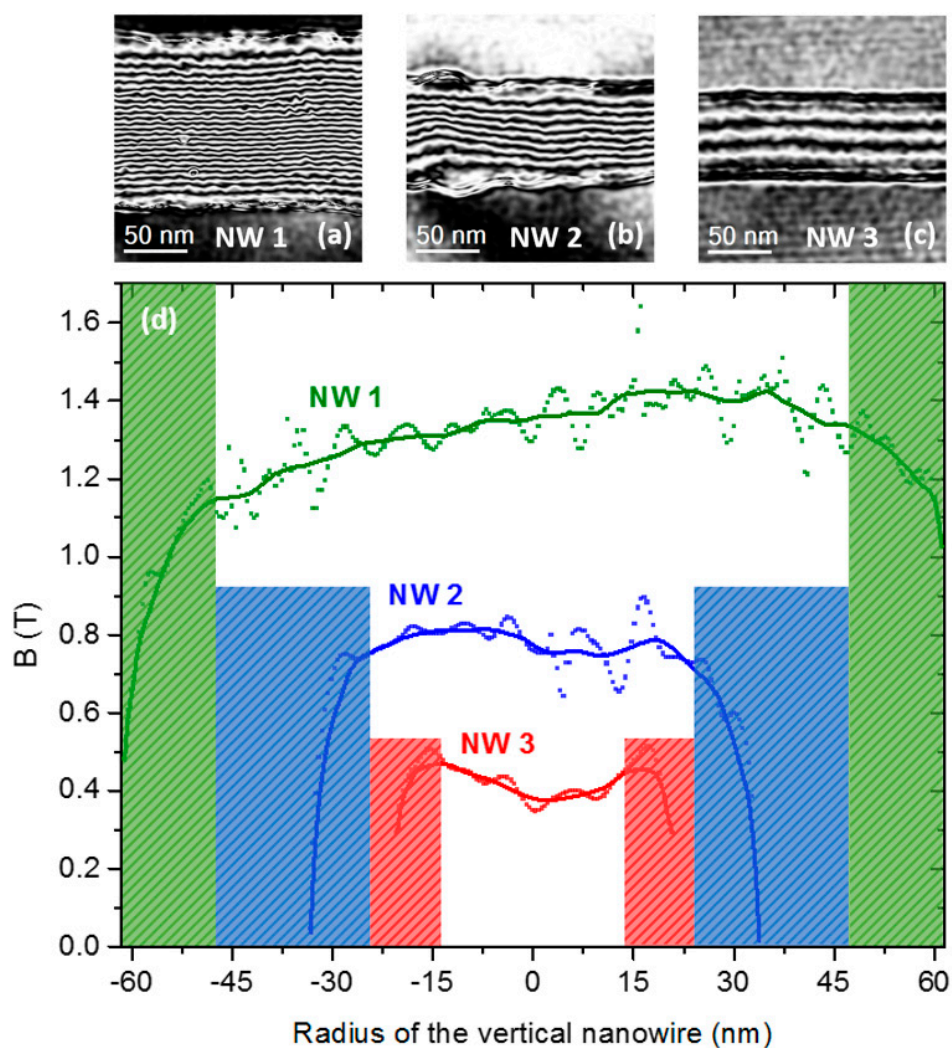 50 nm NW 1 (a)
50 nm NW 2 (b)
50 nm NW 3 (c)
(d)
1.6
1.4
1.2
1.0
0.8
0.6
0.4
0.2
0.0
B (T)
NW 1
NW 2
NW 3
-60 -45 -30 -15 0 15 30 45 60
Radius of the vertical nanowire (nm)